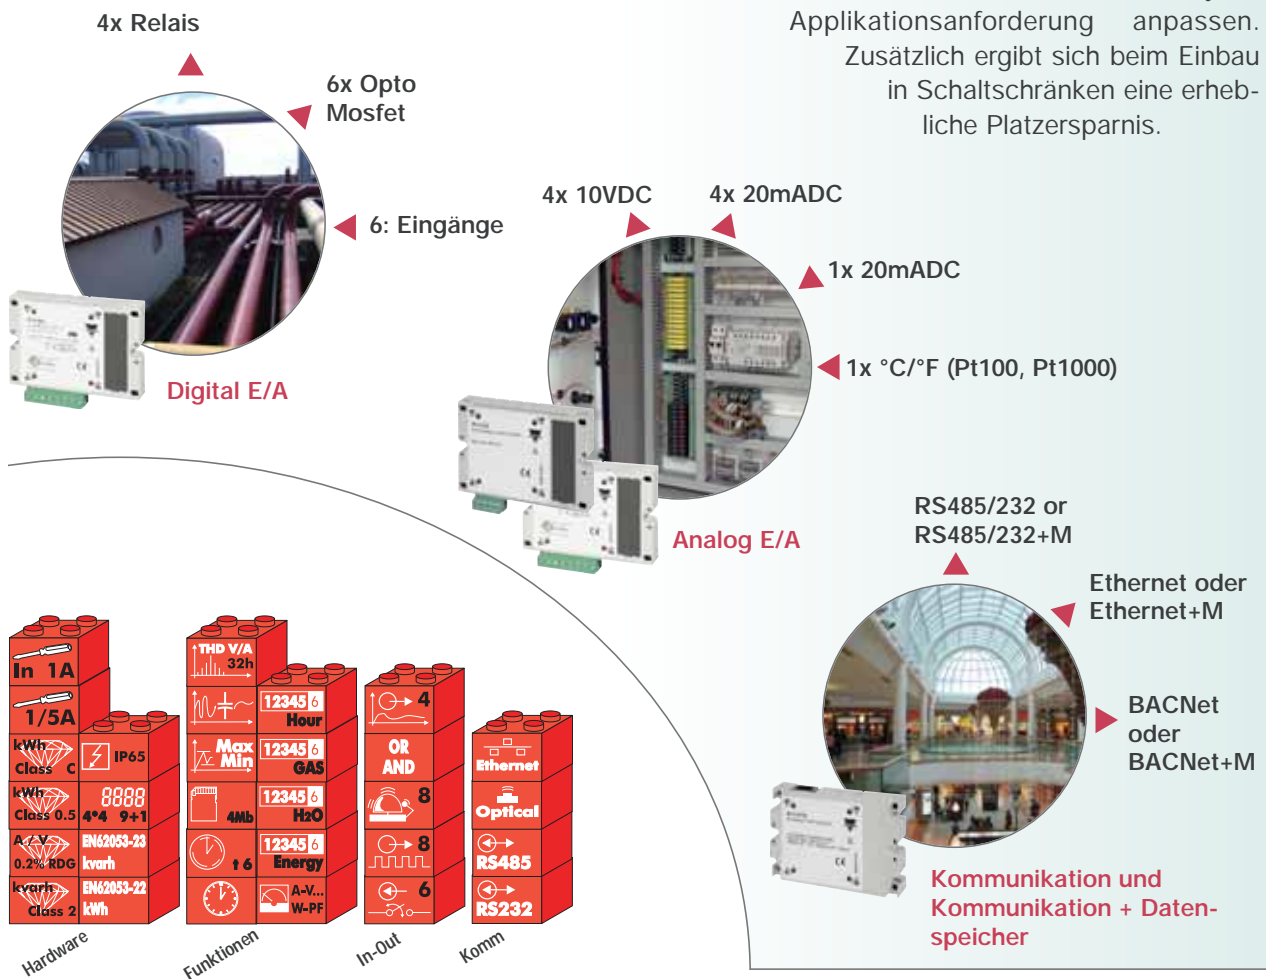 Applikationsanforderung anpassen.
Zusätzlich ergibt sich beim Einbau
in Schaltschränken eine erheb-
liche Platzersparnis.
4x Relais
6x Opto
Mosfet
6: Eingänge
Digital E/A
4x 10VDC
4x 20mADC
1x 20mADC
1x °C/°F (Pt100, Pt1000)
Analog E/A
RS485/232 or
RS485/232+M
Ethernet oder
Ethernet+M
BACNet
oder
BACNet+M
Kommunikation und
Kommunikation + Daten-
speicher
In 1A
1/5A
kWh
Class C
kWh
Class 0.5
A / V
0.2% RDG
kvarh
Class 2
IP65
8888
4*4 9+1
EN62053-23
kvarh
EN62053-22
kWh
Hardware
THD V/A
32h
Max
Min
4Mb
t 6
12345 6
Hour
12345 6
GAS
12345 6
H2O
12345 6
Energy
A-V...
W-PF
Funktionen
4
OR
AND
8
8
6
In-Out
Ethernet
Optical
RS485
RS232
Komm